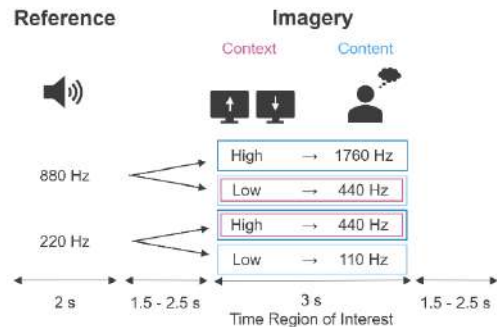 Reference Imagery
Context Content
High → 1760 Hz
880 Hz
Low → 440 Hz
High → 440 Hz
220 Hz
Low → 110 Hz
2 s 1.5 - 2.5 s 3 s 1.5 - 2.5 s
Time Region of Interest